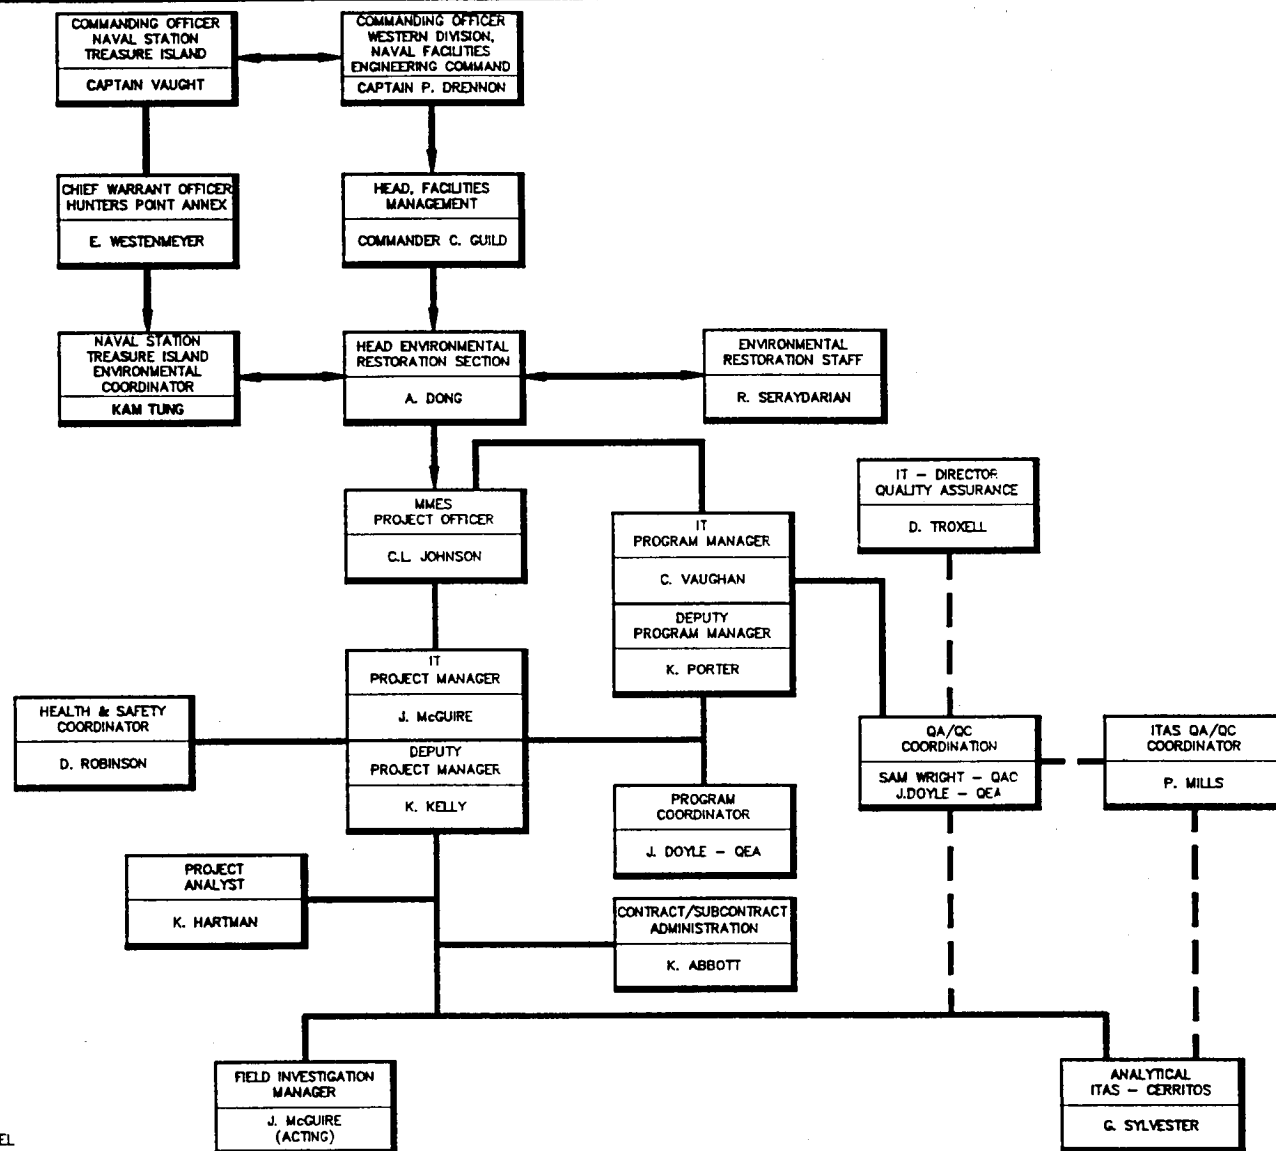 COMMANDING OFFICER
NAVAL STATION
TREASURE ISLAND
CAPTAIN VAUGHT
COMMANDING OFFICER
WESTERN DIVISION,
NAVAL FACILITIES
ENGINEERING COMMAND
CAPTAIN P. DRENNON
CHIEF WARRANT OFFICER
HUNTERS POINT ANNEX
E. WESTENMEYER
HEAD, FACILITIES
MANAGEMENT
COMMANDER C. GUILD
NAVAL STATION
TREASURE ISLAND
ENVIRONMENTAL
COORDINATOR
KAM TUNG
HEAD ENVIRONMENTAL
RESTORATION SECTION
A. DONG
ENVIRONMENTAL
RESTORATION STAFF
R. SERAYDARIAN
MMES
PROJECT OFFICER
C.L. JOHNSON
IT
PROGRAM MANAGER
C. VAUGHAN
DEPUTY
PROGRAM MANAGER
K. PORTER
IT - DIRECTOR
QUALITY ASSURANCE
D. TROXELL
IT
PROJECT MANAGER
J. McGUIRE
DEPUTY
PROJECT MANAGER
K. KELLY
HEALTH & SAFETY
COORDINATOR
D. ROBINSON
QA/QC
COORDINATION
SAM WRIGHT - QAC
J.DOYLE - QEA
ITAS QA/QC
COORDINATOR
P. MILLS
PROGRAM
COORDINATOR
J. DOYLE - QEA
PROJECT
ANALYST
K. HARTMAN
CONTRACT/SUBCONTRACT
ADMINISTRATION
K. ABBOTT
FIELD INVESTIGATION
MANAGER
J. McGUIRE
(ACTING)
ANALYTICAL
ITAS - CERRITOS
G. SYLVESTER
EL